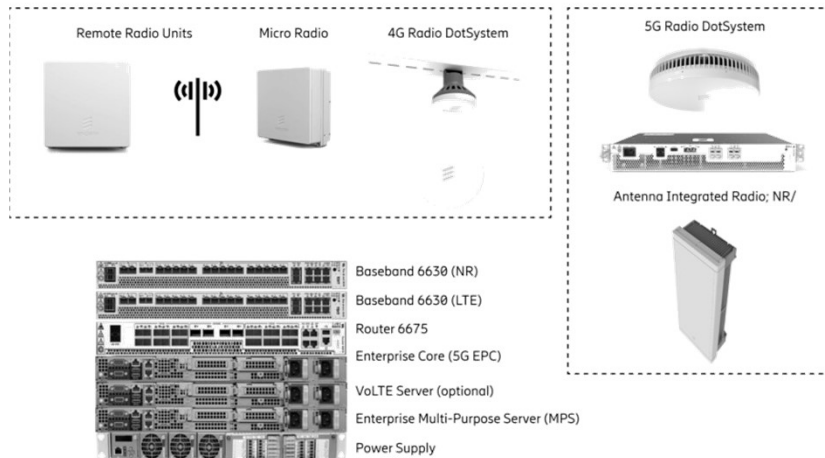 Remote Radio Units
Micro Radio
4G Radio DotSystem
5G Radio DotSystem
Antenna Integrated Radio; NR/
Baseband 6630 (NR)
Baseband 6630 (LTE)
Router 6675
Enterprise Core (5G EPC)
VoLTE Server (optional)
Enterprise Multi-Purpose Server (MPS)
Power Supply